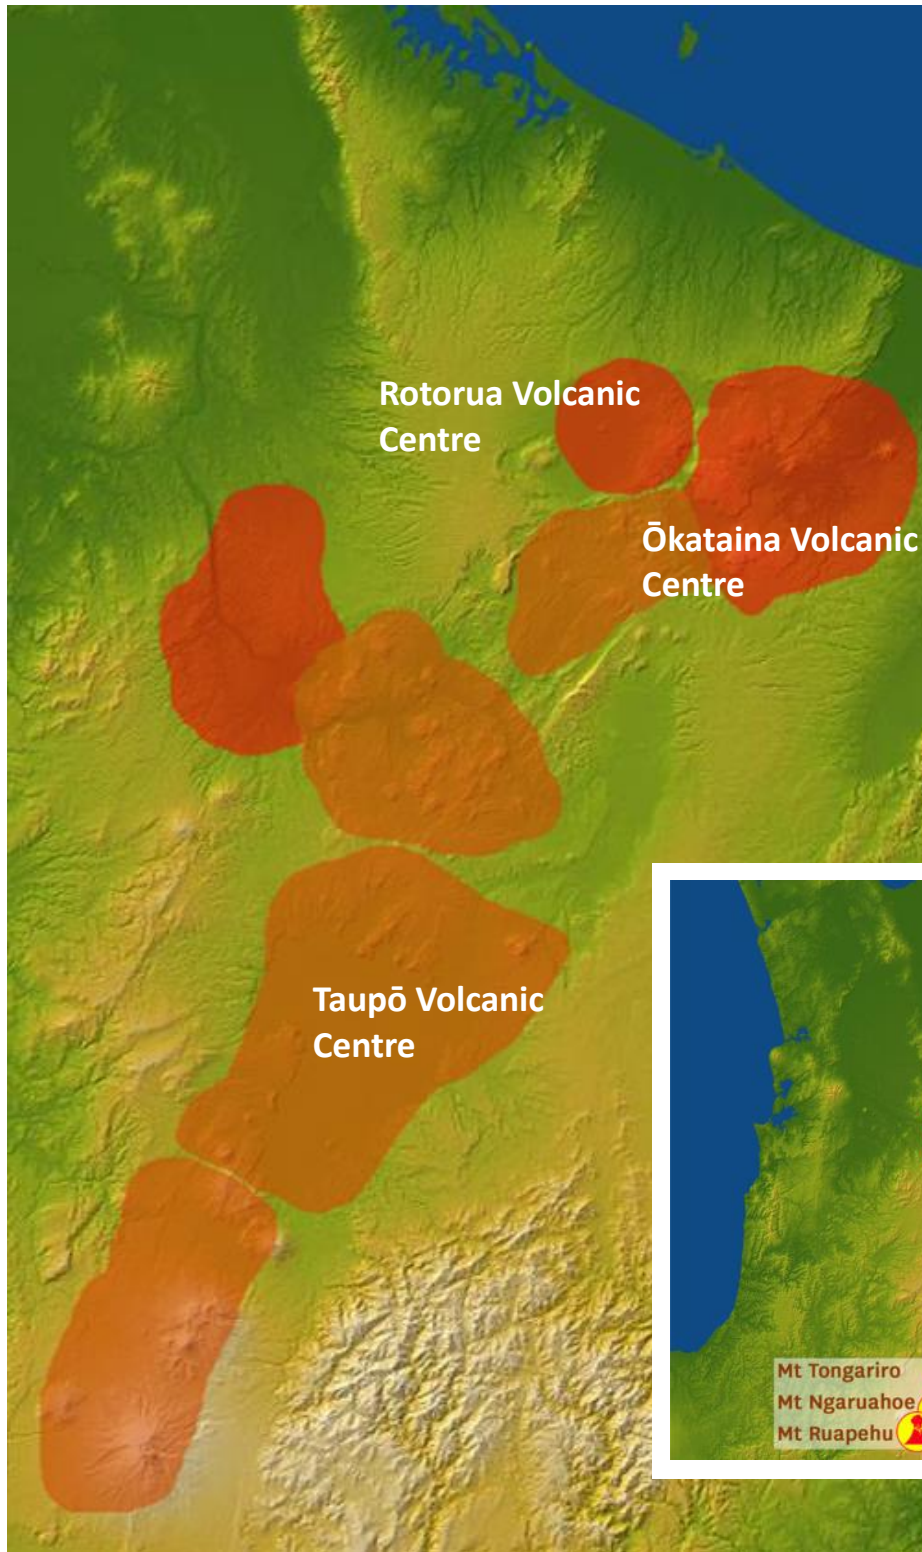 Rotorua Volcanic
Centre
Ōkataina Volcanic
Centre
Taupō Volcanic
Centre
Mt Tongariro
Mt Ngaruahoe
Mt Ruapehu